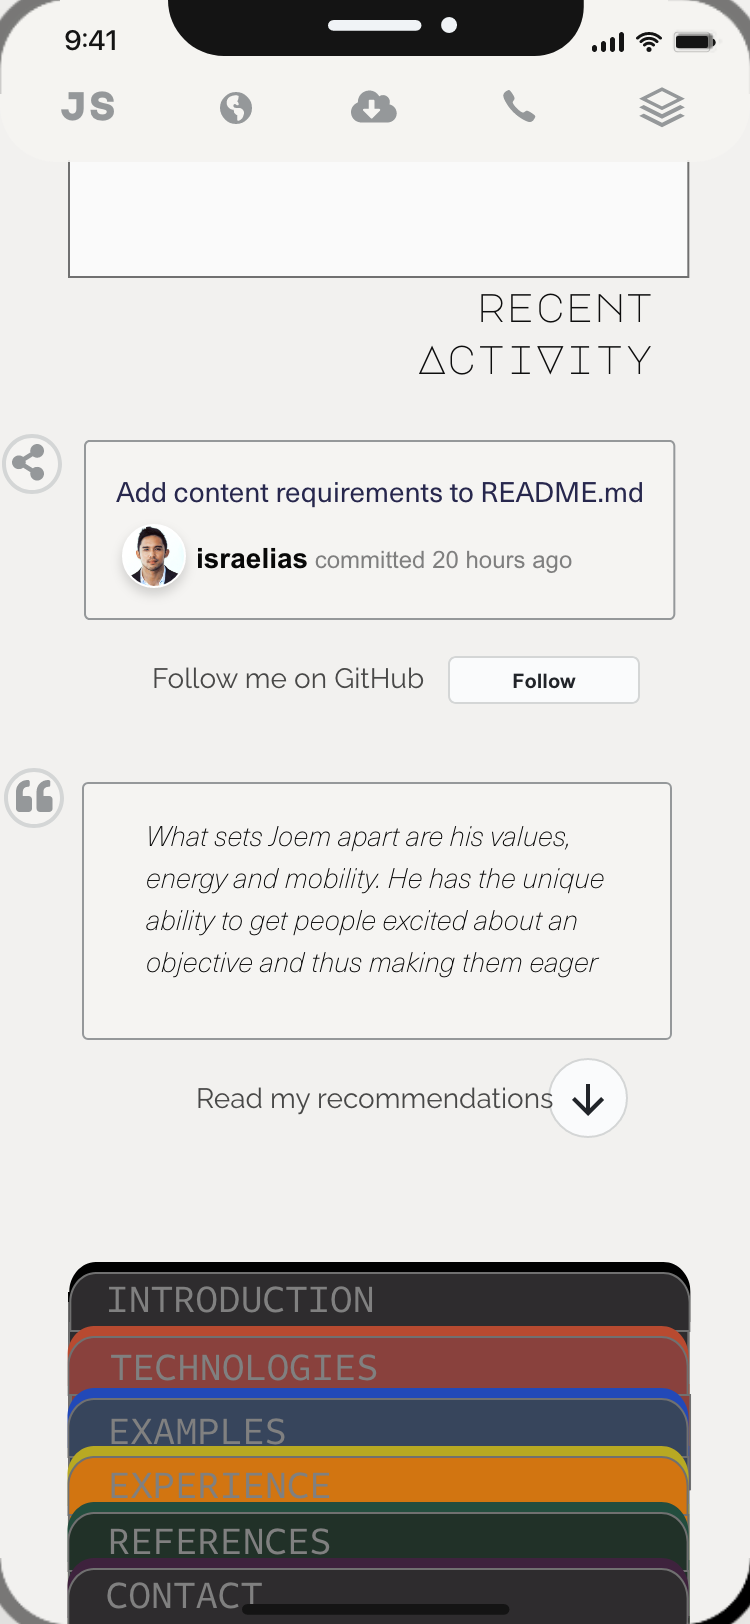 9:41
JS
RECENT
ACTIVITY
Add content requirements to README.md
israelias committed 20 hours ago
Follow me on GitHub Follow
What sets Joem apart are his values,
energy and mobility. He has the unique
ability to get people excited about an
objective and thus making them eager
Read my recommendations
INTRODUCTION
TECHNOLOGIES
EXAMPLES
EXPERIENCE
REFERENCES
CONTACT